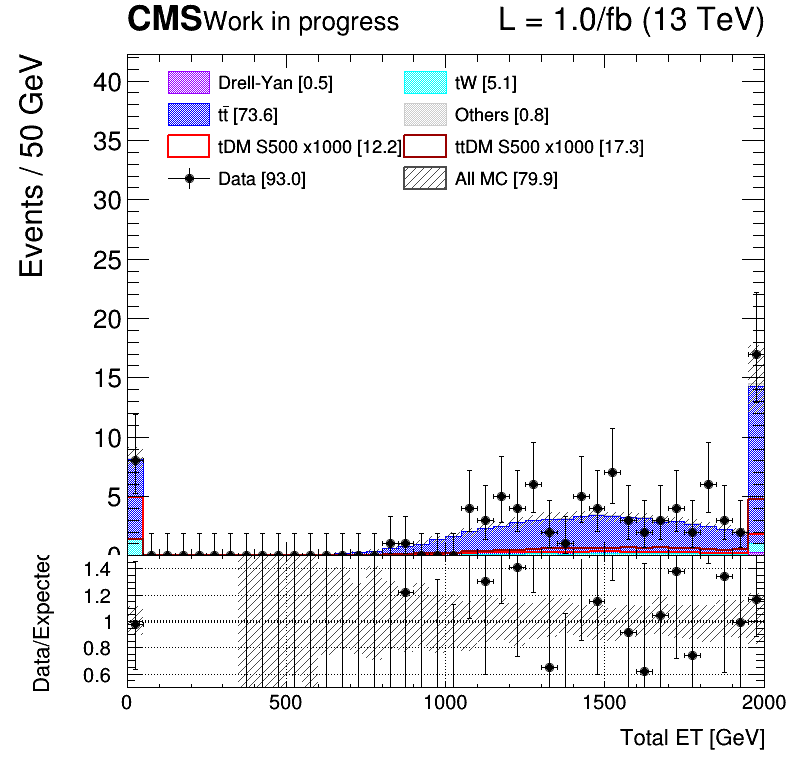 CMS Work in progress L = 1.0/fb (13 TeV)
Events / 50 GeV
40
35
30
25
20
15
10
5
0
Drell-Yan [0.5] tW [5.1]
tt̄ [73.6] Others [0.8]
tDM S500 x1000 [12.2] ttDM S500 x1000 [17.3]
Data [93.0] All MC [79.9]
Data/Expected
1.4
1.2
1
0.8
0.6
0 500 1000 1500 2000
Total ET [GeV]